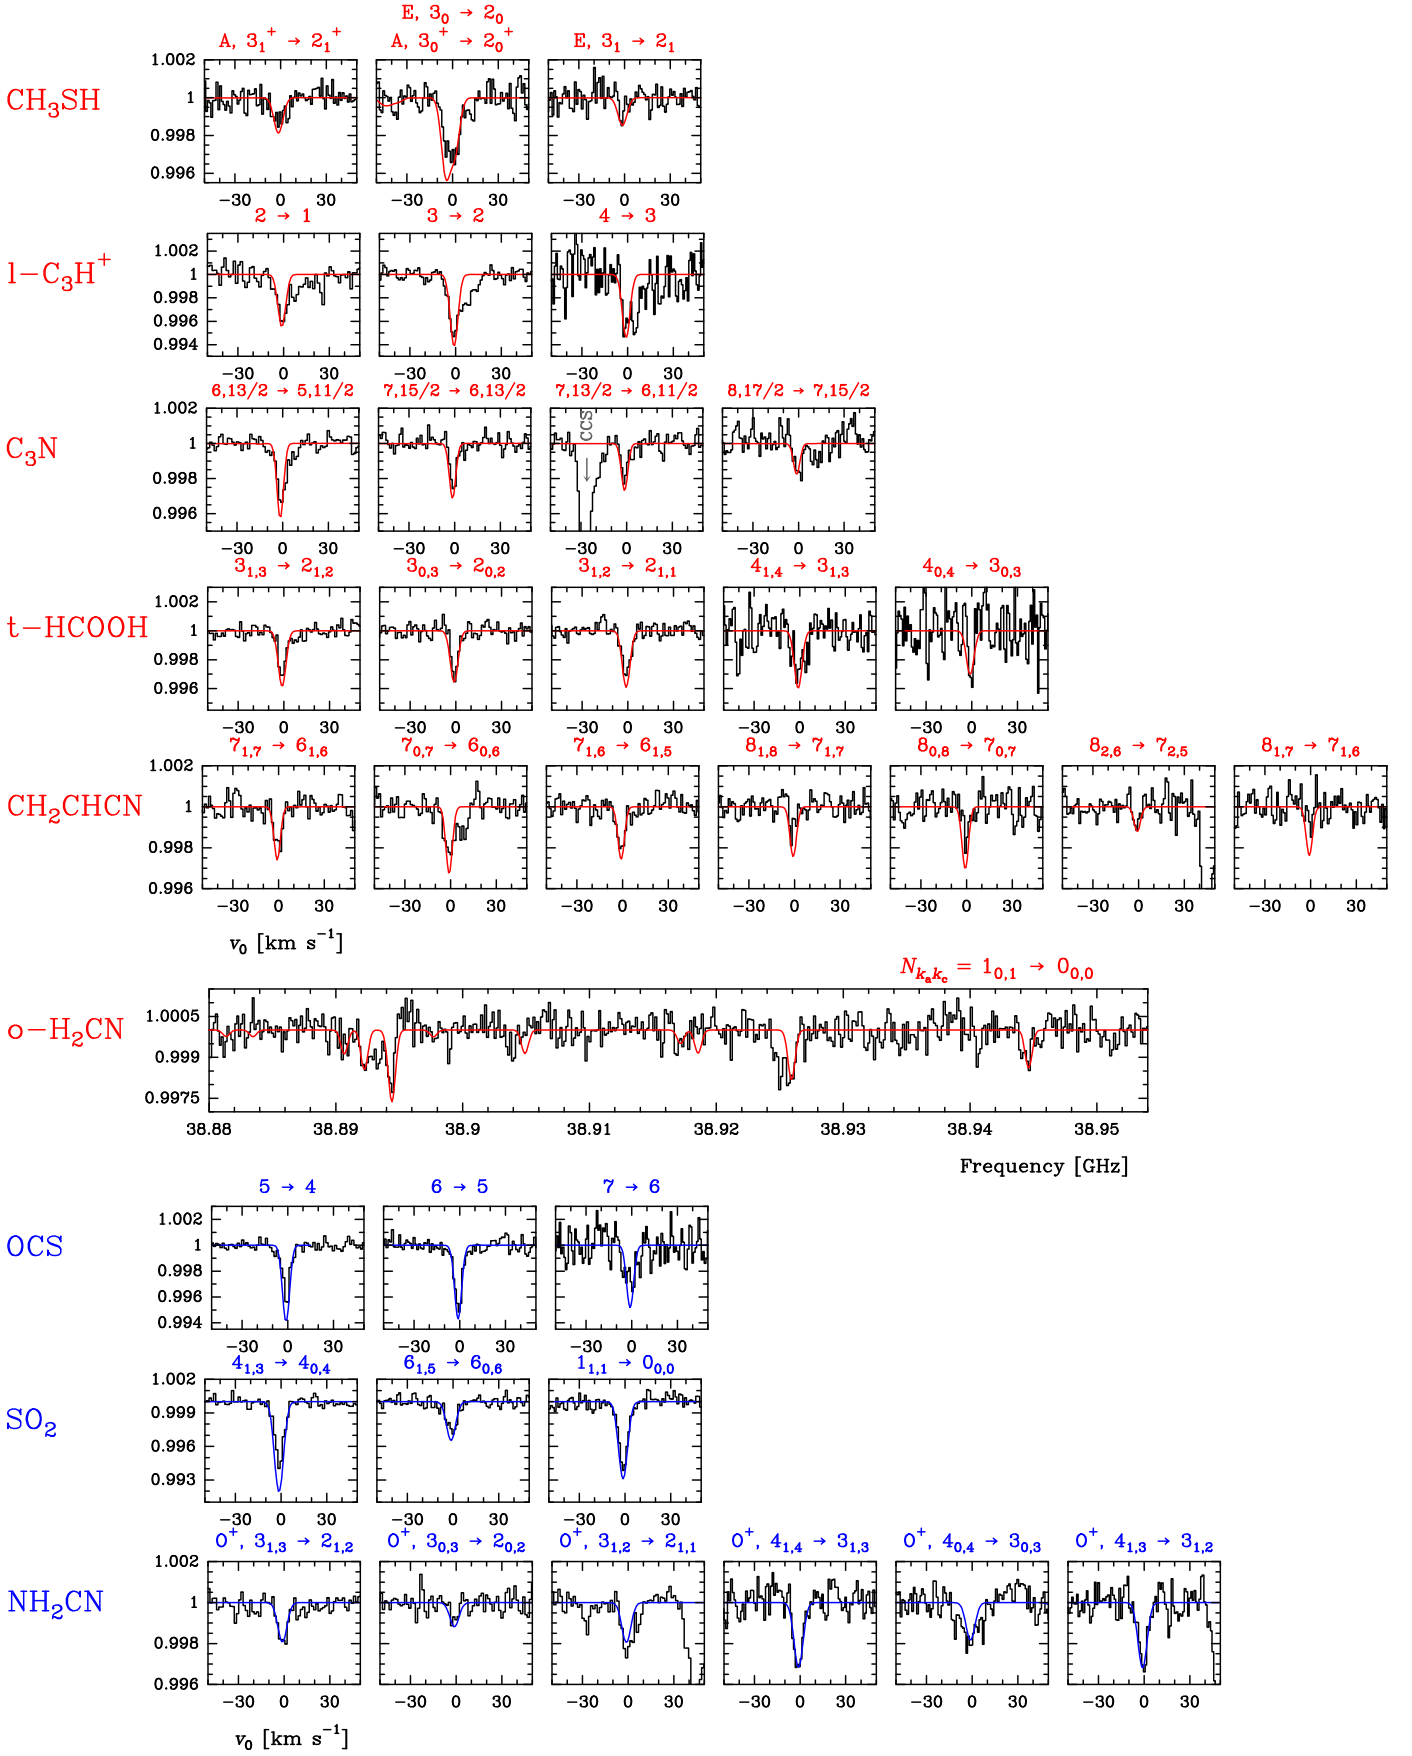 E, 3₀ → 2₀
A, 3₁⁺ → 2₁⁺ A, 3₀⁺ → 2₀⁺ E, 3₁ → 2₁
CH₃SH
1.002
1
0.998
0.996
−30 0 30 −30 0 30 −30 0 30
2 → 1 3 → 2 4 → 3
l−C₃H⁺
1.002
1
0.998
0.996
0.994
−30 0 30 −30 0 30 −30 0 30
6,13/2 → 5,11/2 7,15/2 → 6,13/2 7,13/2 → 6,11/2 8,17/2 → 7,15/2
C₃N
1.002
1
0.998
0.996
CCS
−30 0 30 −30 0 30 −30 0 30 −30 0 30
3₁,₃ → 2₁,₂ 3₀,₃ → 2₀,₂ 3₁,₂ → 2₁,₁ 4₁,₄ → 3₁,₃ 4₀,₄ → 3₀,₃
t−HCOOH
1.002
1
0.998
0.996
−30 0 30 −30 0 30 −30 0 30 −30 0 30 −30 0 30
7₁,₇ → 6₁,₆ 7₀,₇ → 6₀,₆ 7₁,₆ → 6₁,₅ 8₁,₈ → 7₁,₇ 8₀,₈ → 7₀,₇ 8₂,₆ → 7₂,₅ 8₁,₇ → 7₁,₆
CH₂CHCN
1.002
1
0.998
0.996
−30 0 30 −30 0 30 −30 0 30 −30 0 30 −30 0 30 −30 0 30 −30 0 30
v₀ [km s⁻¹]
N_kₐk_c = 1₀,₁ → 0₀,₀
o−H₂CN
1.0005
0.999
0.9975
38.88 38.89 38.9 38.91 38.92 38.93 38.94 38.95
Frequency [GHz]
5 → 4 6 → 5 7 → 6
OCS
1.002
1
0.998
0.996
0.994
−30 0 30 −30 0 30 −30 0 30
4₁,₃ → 4₀,₄ 6₁,₅ → 6₀,₆ 1₁,₁ → 0₀,₀
SO₂
1.002
0.999
0.996
0.993
−30 0 30 −30 0 30 −30 0 30
0⁺, 3₁,₃ → 2₁,₂ 0⁺, 3₀,₃ → 2₀,₂ 0⁺, 3₁,₂ → 2₁,₁ 0⁺, 4₁,₄ → 3₁,₃ 0⁺, 4₀,₄ → 3₀,₃ 0⁺, 4₁,₃ → 3₁,₂
NH₂CN
1.002
1
0.998
0.996
−30 0 30 −30 0 30 −30 0 30 −30 0 30 −30 0 30 −30 0 30
v₀ [km s⁻¹]